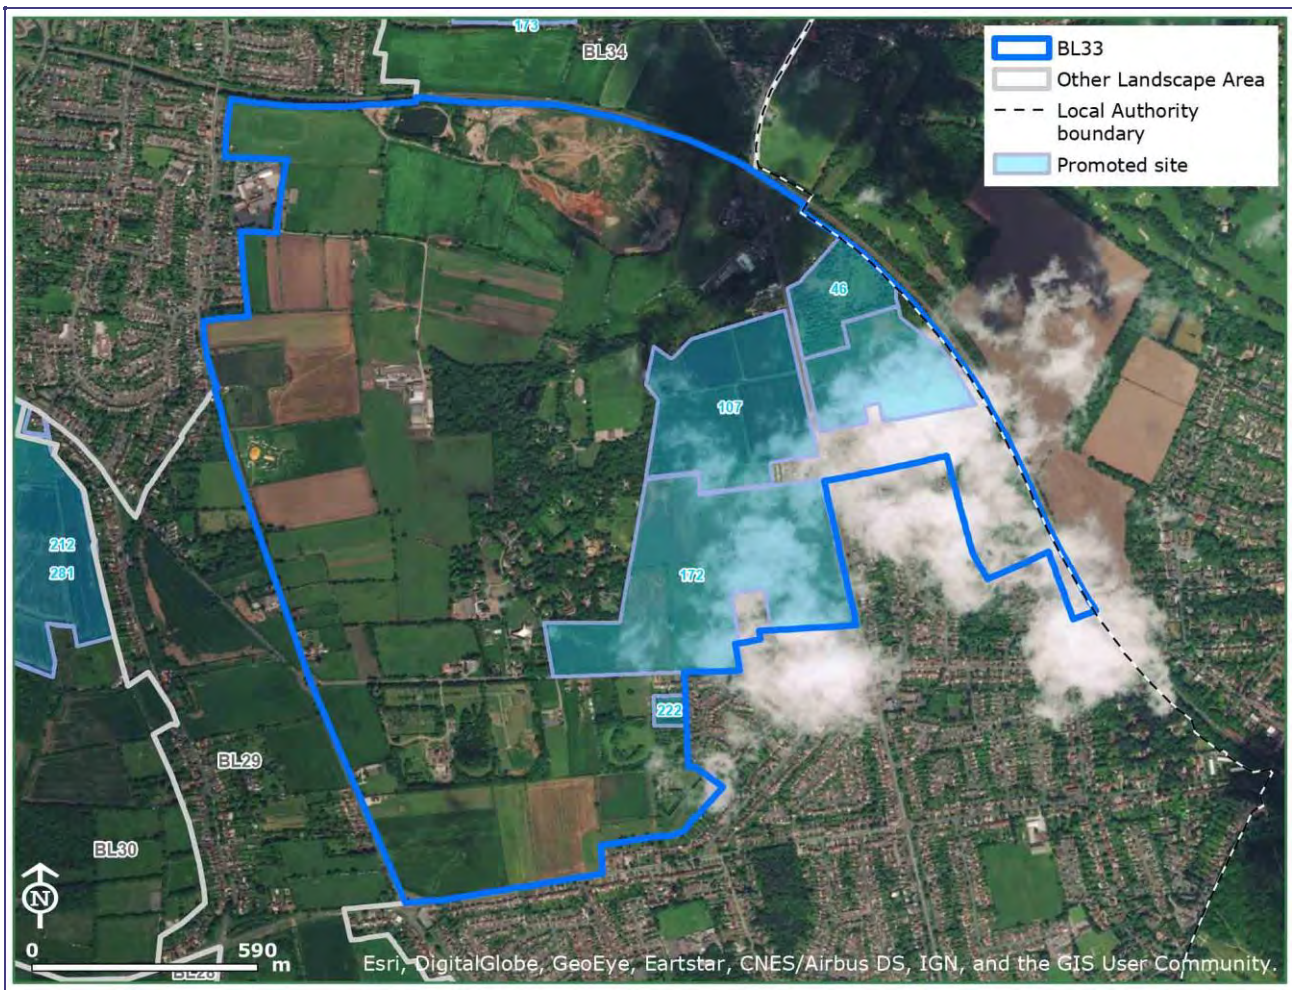 173
BL34
BL33
Other Landscape Area
Local Authority
boundary
Promoted site
46
107
212
281
172
222
BL29
BL30
N
0 590
m
BL28
Esri, DigitalGlobe, GeoEye, Eartstar, CNES/Airbus DS, IGN, and the GIS User Community.